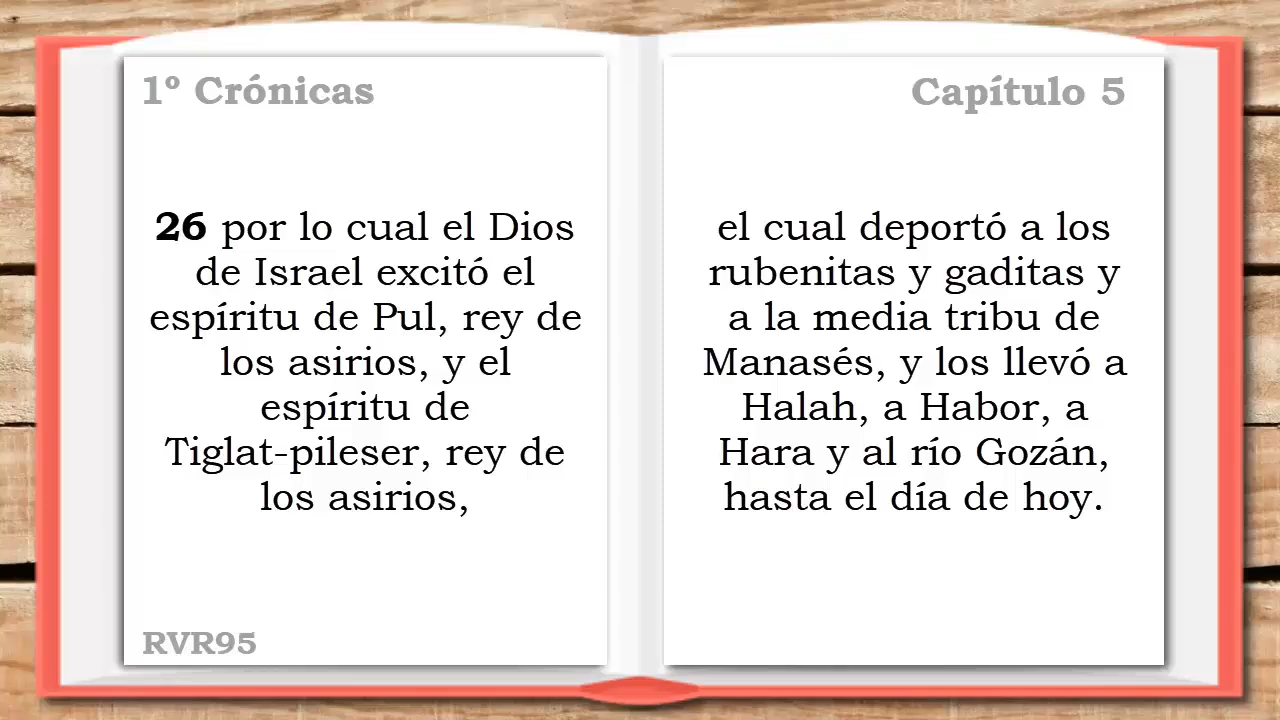 1º Crónicas
26 por lo cual el Dios
de Israel excitó el
espíritu de Pul, rey de
los asirios, y el
espíritu de
Tiglat-pileser, rey de
los asirios,
RVR95
Capítulo 5
el cual deportó a los
rubenitas y gaditas y
a la media tribu de
Manasés, y los llevó a
Halah, a Habor, a
Hara y al río Gozán,
hasta el día de hoy.